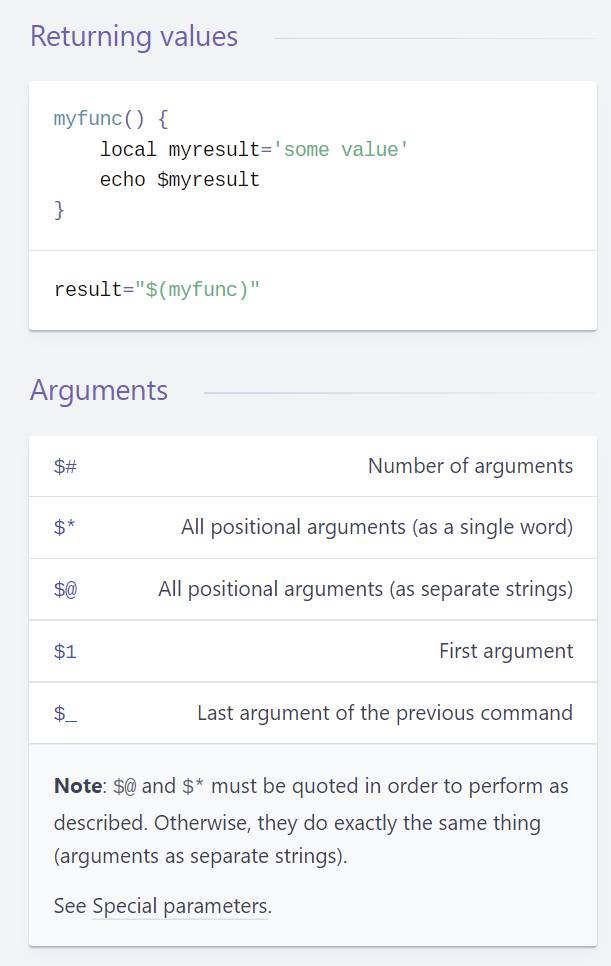 Returning values
myfunc() {
    local myresult='some value'
    echo $myresult
}
result="$(myfunc)"
Arguments
$# Number of arguments
$* All positional arguments (as a single word)
$@ All positional arguments (as separate strings)
$1 First argument
$_ Last argument of the previous command
Note: $@ and $* must be quoted in order to perform as
described. Otherwise, they do exactly the same thing
(arguments as separate strings).
See Special parameters.